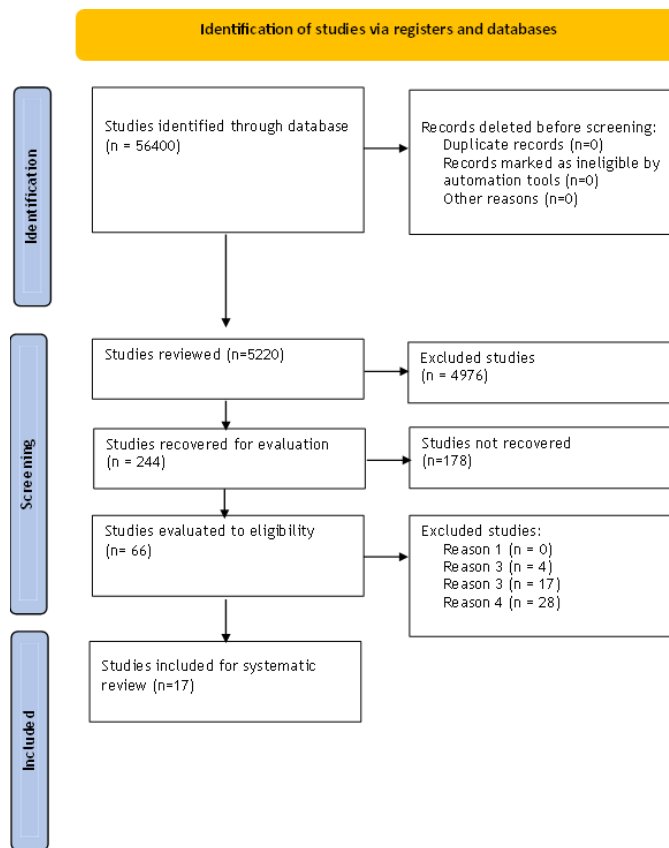 Identification of studies via registers and databases
Identification
Studies identified through database
(n = 56400)
Records deleted before screening:
Duplicate records (n=0)
Records marked as ineligible by
automation tools (n=0)
Other reasons (n=0)
Screening
Studies reviewed (n=5220)
Excluded studies
(n = 4976)
Studies recovered for evaluation
(n = 244)
Studies not recovered
(n=178)
Studies evaluated to eligibility
(n= 66)
Excluded studies:
Reason 1 (n = 0)
Reason 3 (n = 4)
Reason 3 (n = 17)
Reason 4 (n = 28)
Included
Studies included for systematic
review (n=17)